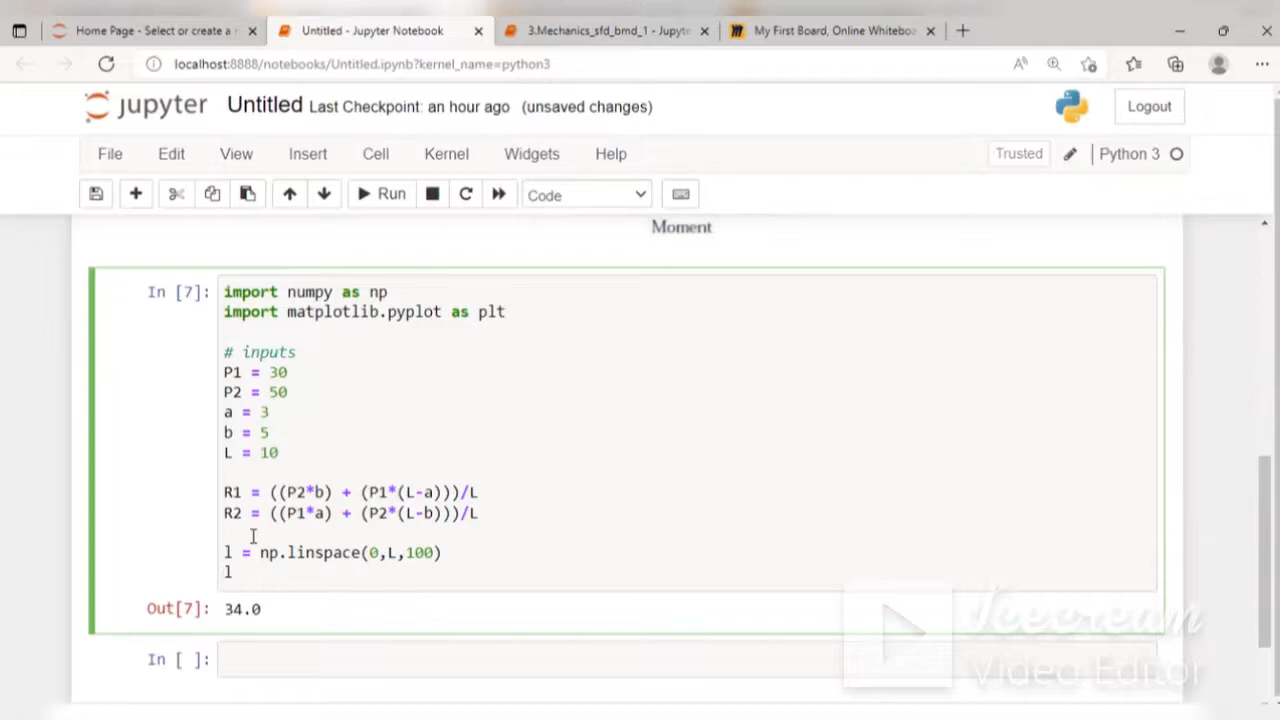 Home Page - Select or create a n
Untitled - Jupyter Notebook
3.Mechanics_sfd_bmd_1 - Jupyte
My First Board, Online Whiteboa
localhost:8888/notebooks/Untitled.ipynb?kernel_name=python3
jupyter Untitled Last Checkpoint: an hour ago (unsaved changes)
Logout
File Edit View Insert Cell Kernel Widgets Help
Trusted Python 3
Run Code
Moment
In [7]: import numpy as np
import matplotlib.pyplot as plt
# inputs
P1 = 30
P2 = 50
a = 3
b = 5
L = 10
R1 = ((P2*b) + (P1*(L-a)))/L
R2 = ((P1*a) + (P2*(L-b)))/L
l = np.linspace(0,L,100)
l
Out[7]: 34.0
In [ ]:
Icecream
Video Editor